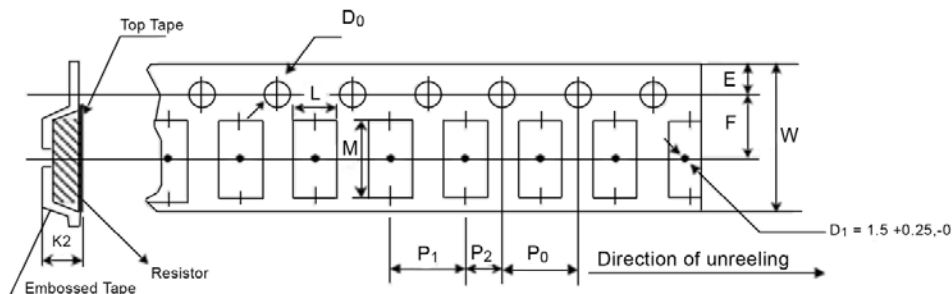 D0
Top Tape
E
L
F
W
M
K2
D1 = 1.5 +0.25,-0
P1
P2
P0
Direction of unreeling
Resistor
Embossed Tape